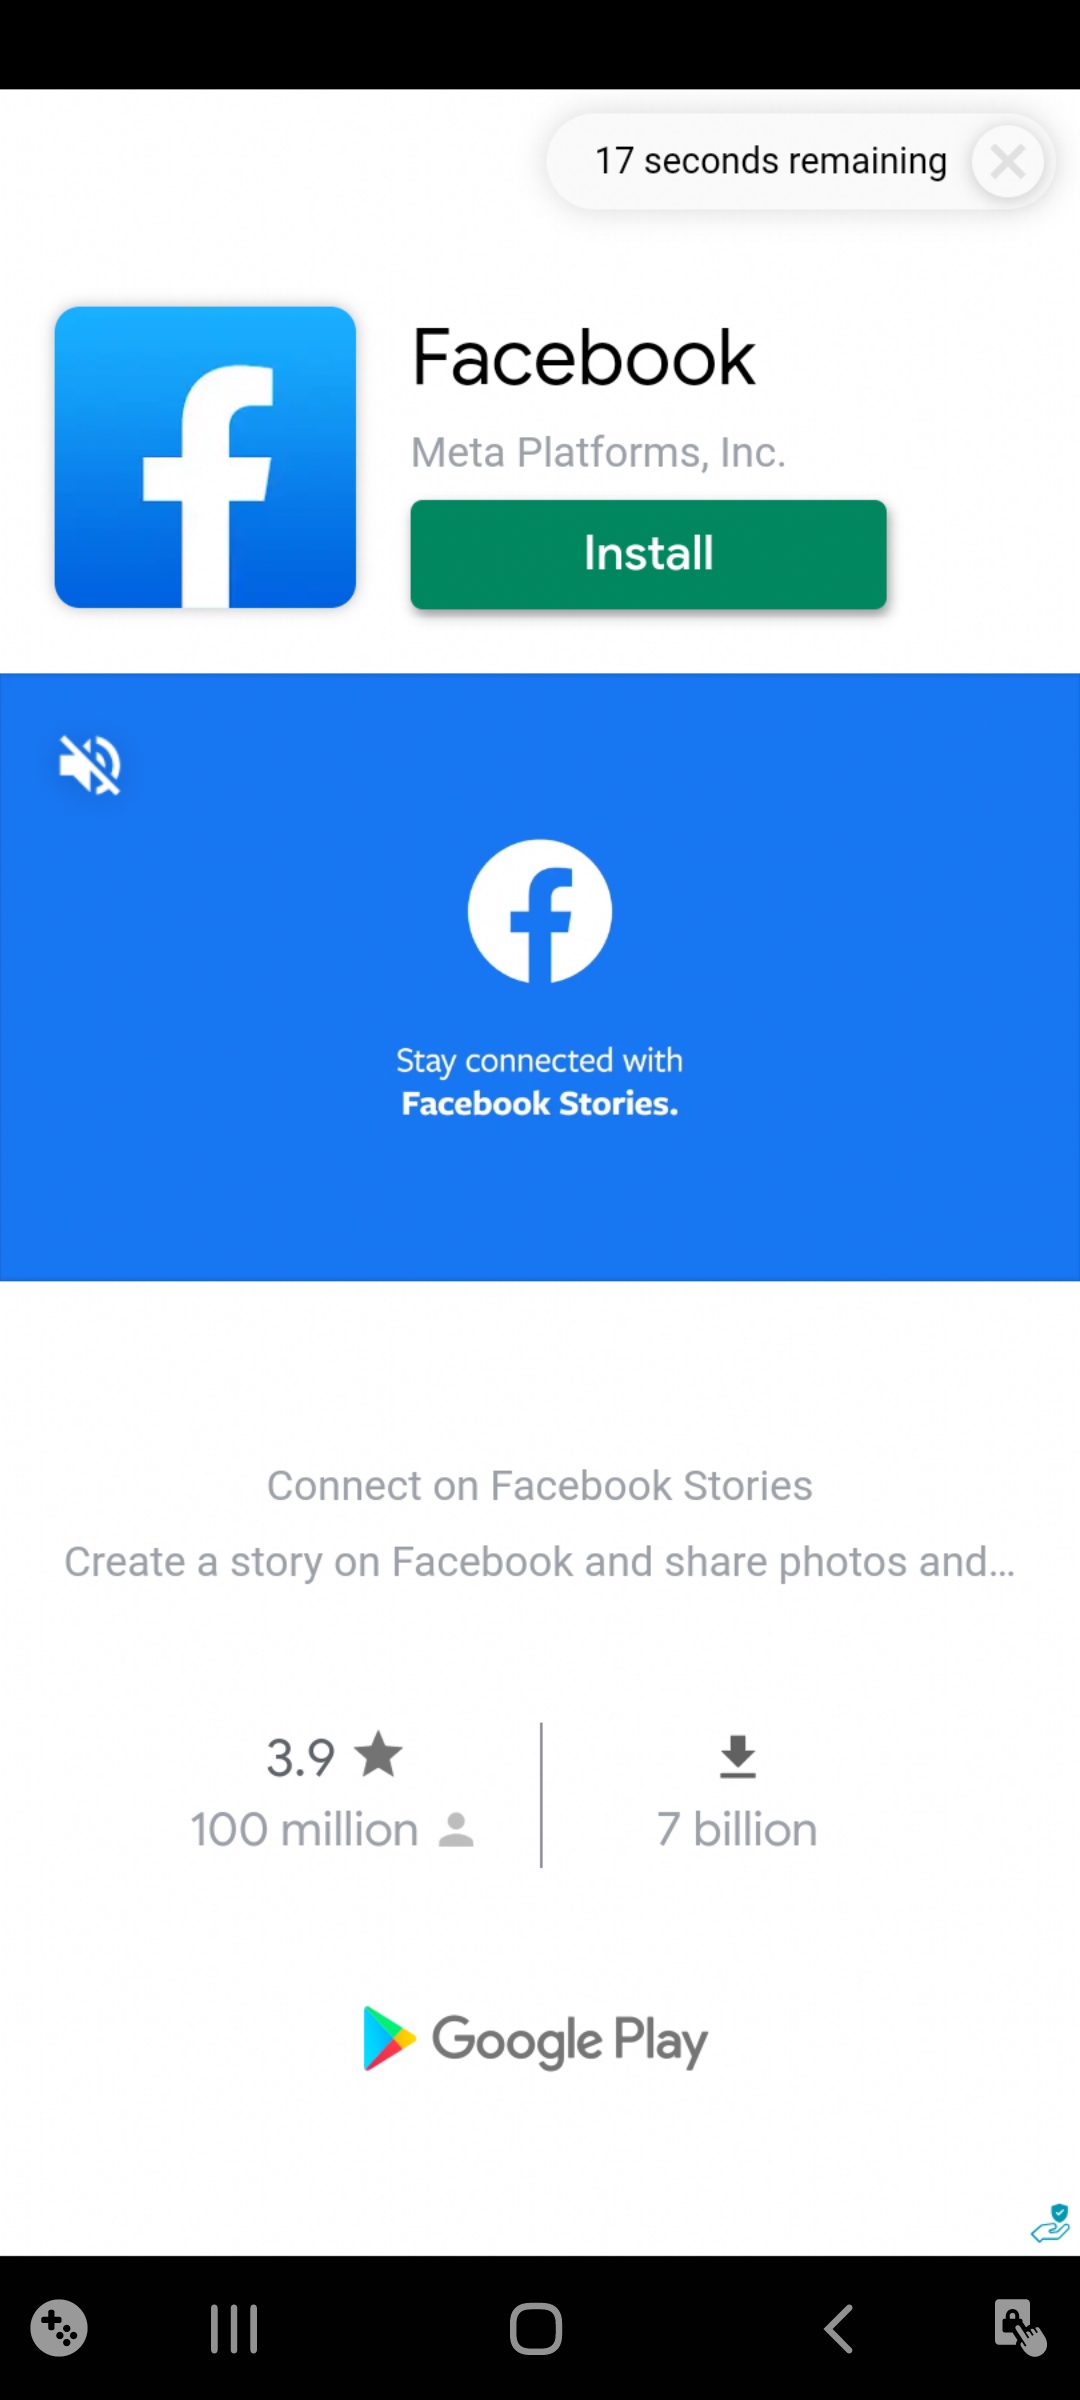 17 seconds remaining
Facebook
Meta Platforms, Inc.
Install
Stay connected with
Facebook Stories.
Connect on Facebook Stories
Create a story on Facebook and share photos and...
3.9
100 million
7 billion
Google Play